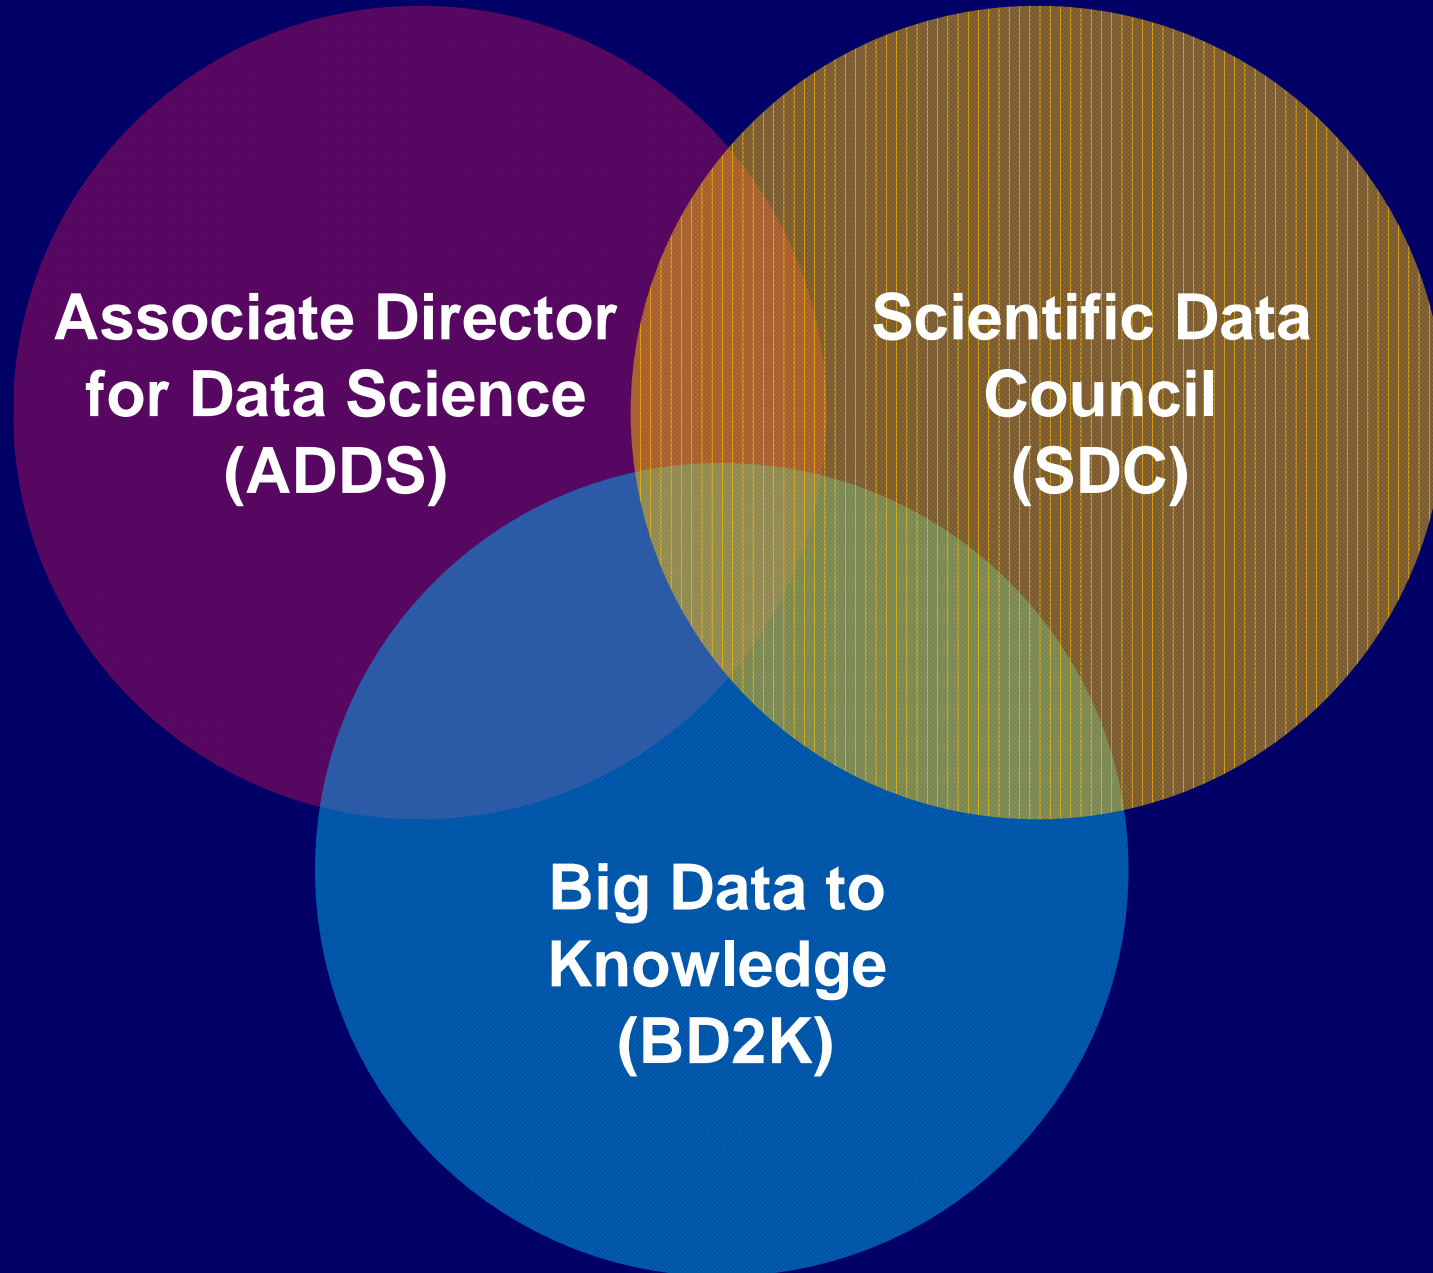 Associate Director
for Data Science
(ADDS)
Scientific Data
Council
(SDC)
Big Data to
Knowledge
(BD2K)